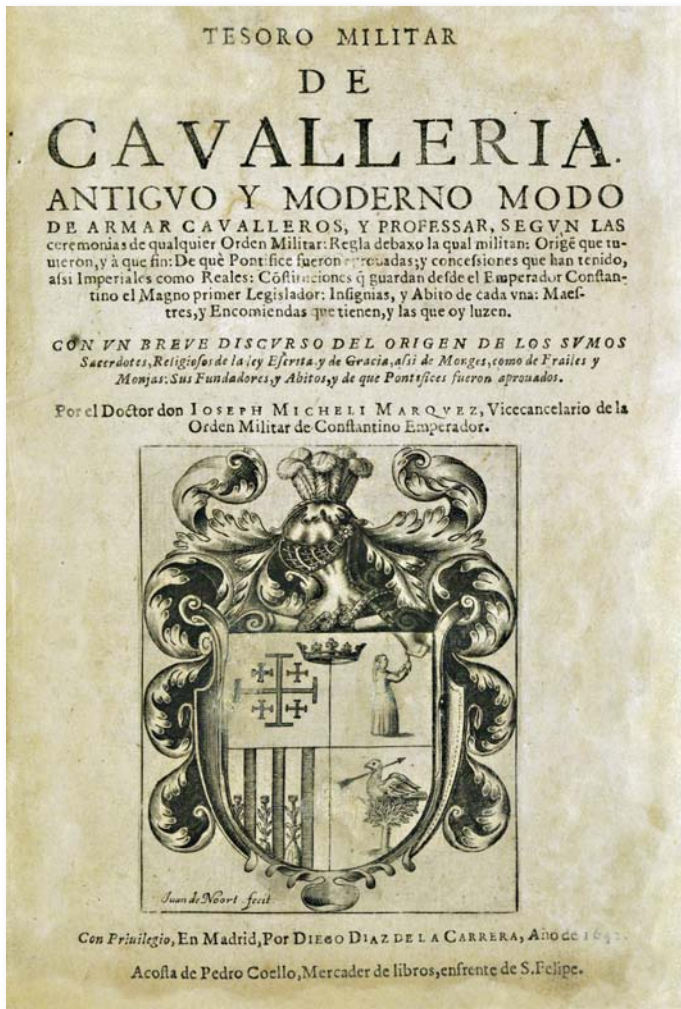 TESORO MILITAR
DE
CAVALLERIA.
ANTIGVO Y MODERNO MODO
DE ARMAR CAVALLEROS, Y PROFESSAR, SEGVN LAS
ceremonias de qualquier Orden Militar: Regla debaxo la qual militan: Origẽ que tu-
uieron, y à que fin: De què Pontifice fueron aprouadas; y concessiones que han tenido,
assi Imperiales como Reales: Cõstituciones q̃ guardan desde el Emperador Constan-
tino el Magno primer Legislador: Insignias, y Abito de cada vna: Maes-
tres, y Encomiendas que tienen, y las que oy luzen.
CON VN BREVE DISCVRSO DEL ORIGEN DE LOS SVMOS
Sacerdotes, Religiosos de la ley Escrita, y de Gracia, assi de Monges, como de Frailes y
Monjas: Sus Fundadores, y Abitos, y de que Pontifices fueron aprouados.
Por el Doctor don IOSEPH MICHELI MARQVEZ, Vicecancelario de la
Orden Militar de Constantino Emperador.
Iuan de Noort fecit
Con Priuilegio, En Madrid, Por DIEGO DIAZ DE LA CARRERA, Año de
Acosta de Pedro Coello, Mercader de libros, enfrente de S. Felipe.